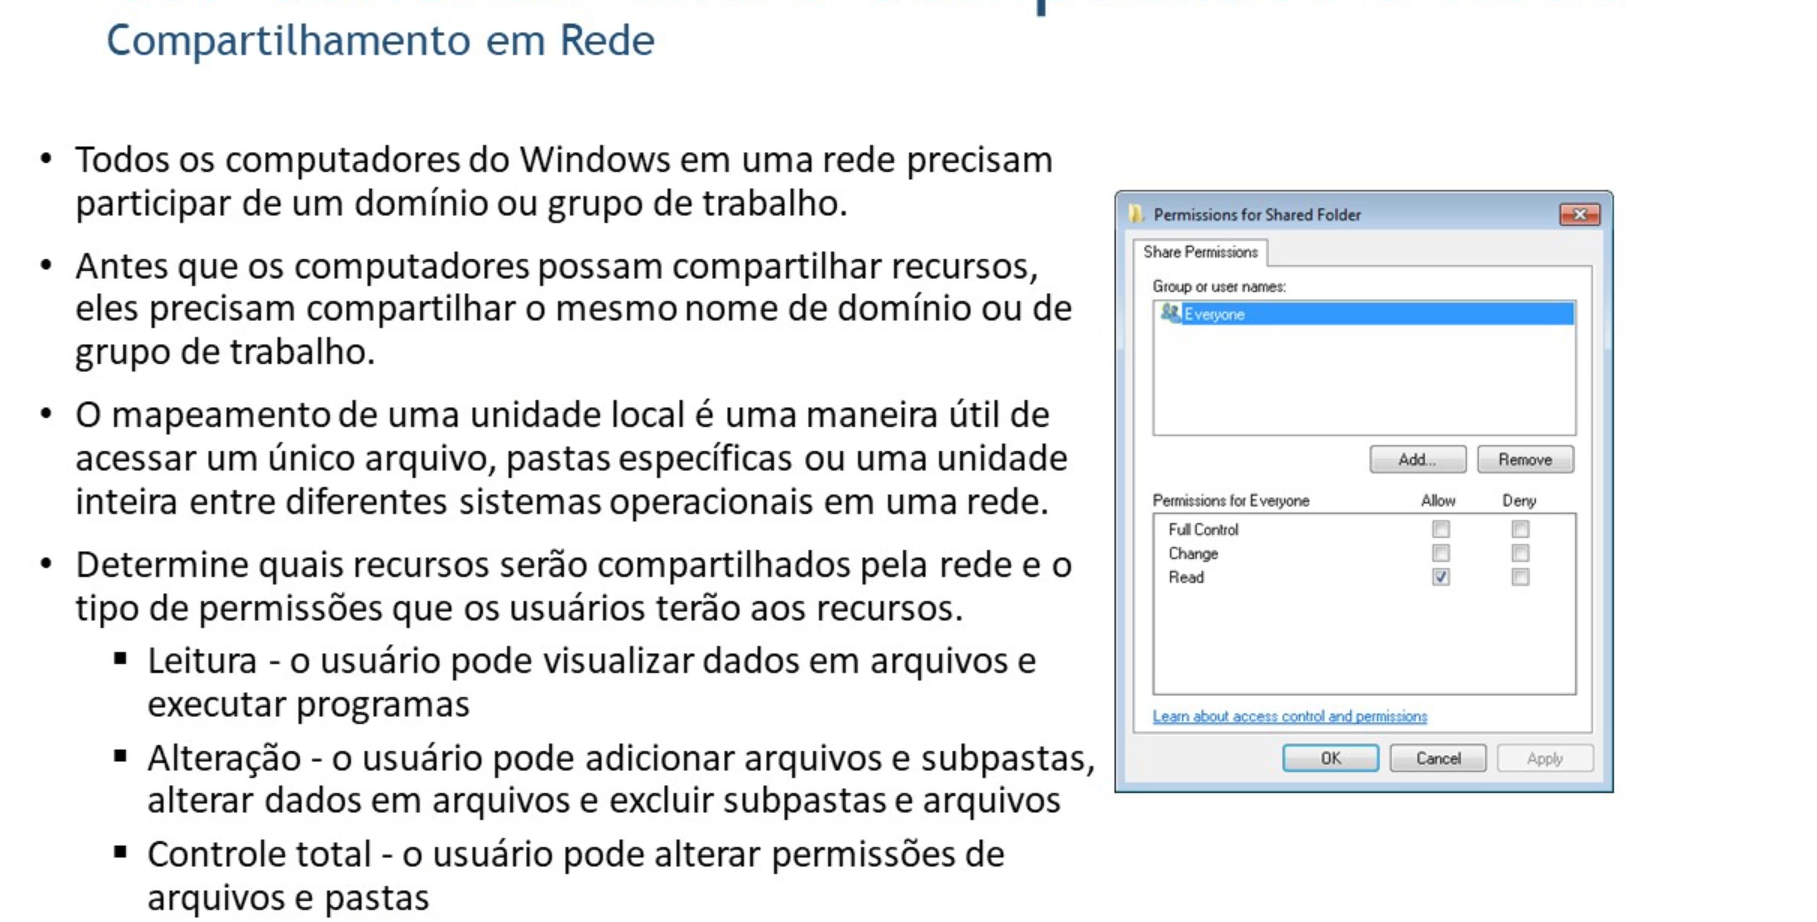 Compartilhamento em Rede
• Todos os computadores do Windows em uma rede precisam
participar de um domínio ou grupo de trabalho.
• Antes que os computadores possam compartilhar recursos,
eles precisam compartilhar o mesmo nome de domínio ou de
grupo de trabalho.
• O mapeamento de uma unidade local é uma maneira útil de
acessar um único arquivo, pastas específicas ou uma unidade
inteira entre diferentes sistemas operacionais em uma rede.
• Determine quais recursos serão compartilhados pela rede e o
tipo de permissões que os usuários terão aos recursos.
▪ Leitura - o usuário pode visualizar dados em arquivos e
executar programas
▪ Alteração - o usuário pode adicionar arquivos e subpastas,
alterar dados em arquivos e excluir subpastas e arquivos
▪ Controle total - o usuário pode alterar permissões de
arquivos e pastas
Permissions for Shared Folder
Share Permissions
Group or user names:
Everyone
Add... Remove
Permissions for Everyone Allow Deny
Full Control
Change
Read
Learn about access control and permissions
OK Cancel Apply